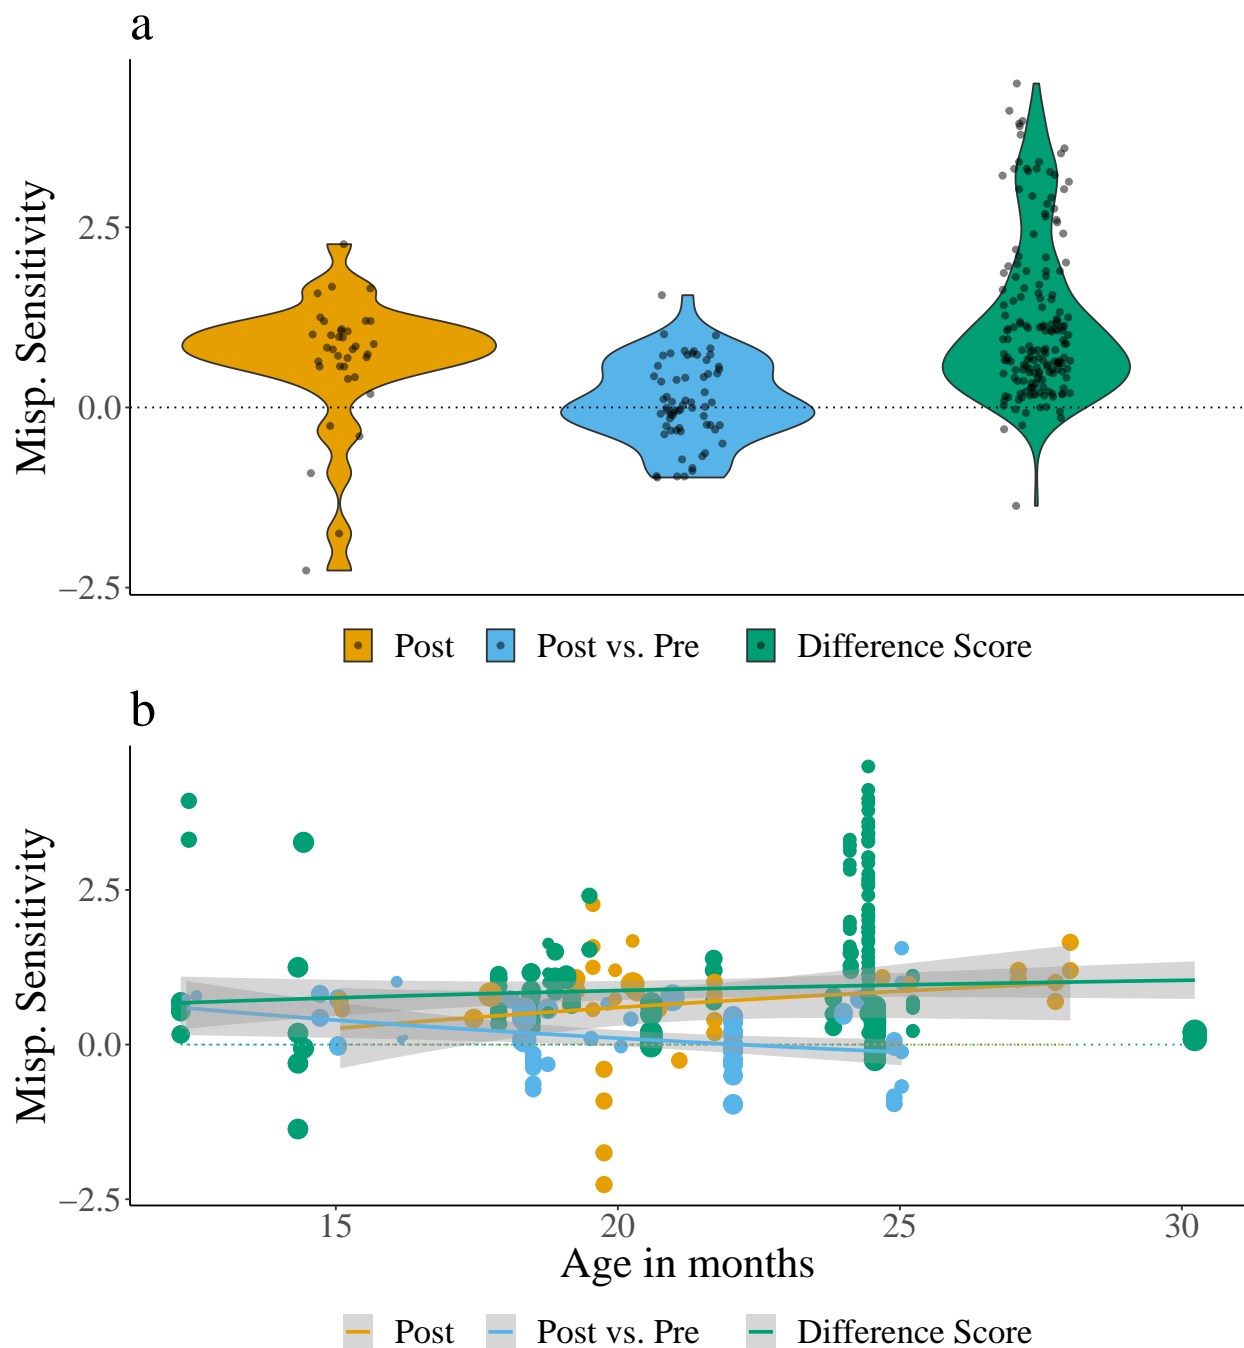 a
Misp. Sensitivity
2.5
0.0
−2.5
Post
Post vs. Pre
Difference Score
b
Misp. Sensitivity
2.5
0.0
−2.5
15
20
25
30
Age in months
Post
Post vs. Pre
Difference Score